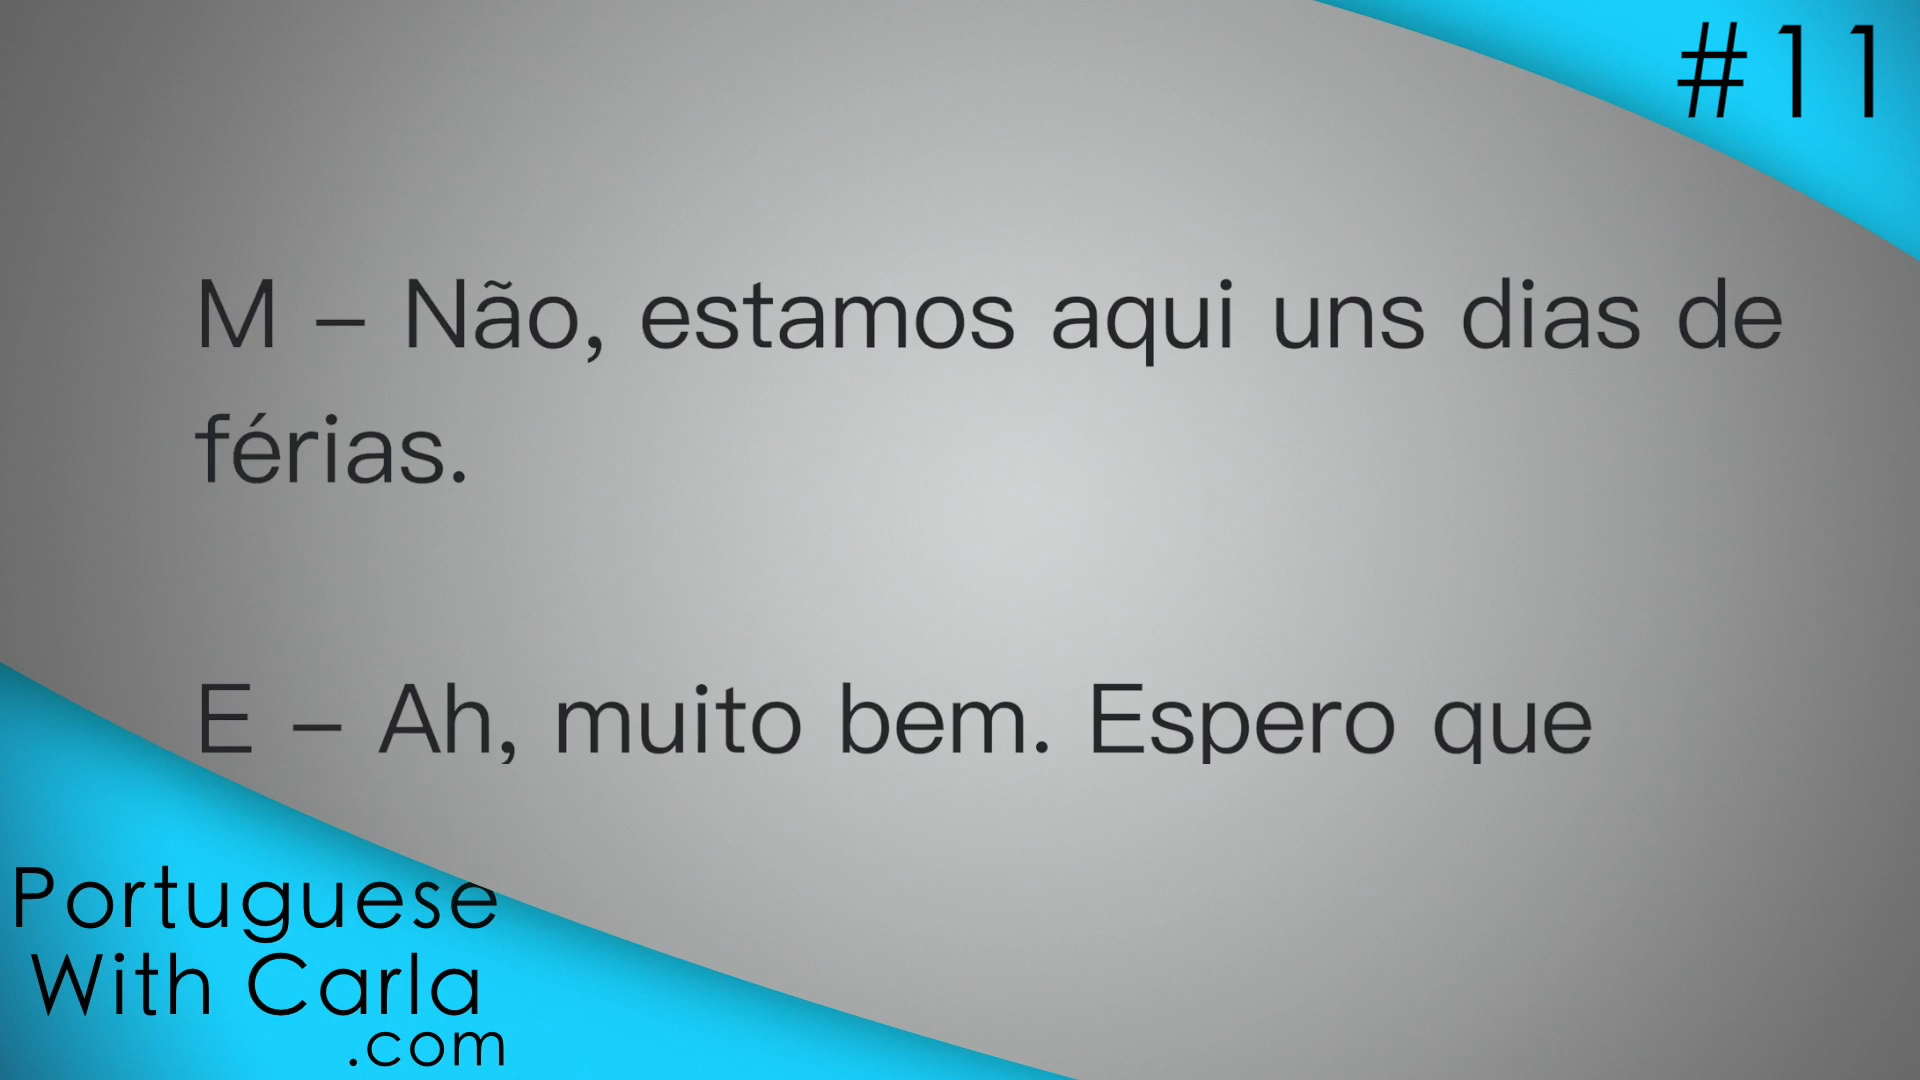 #11
M – Não, estamos aqui uns dias de
férias.
E – Ah, muito bem. Espero que
Portuguese
With Carla
.com